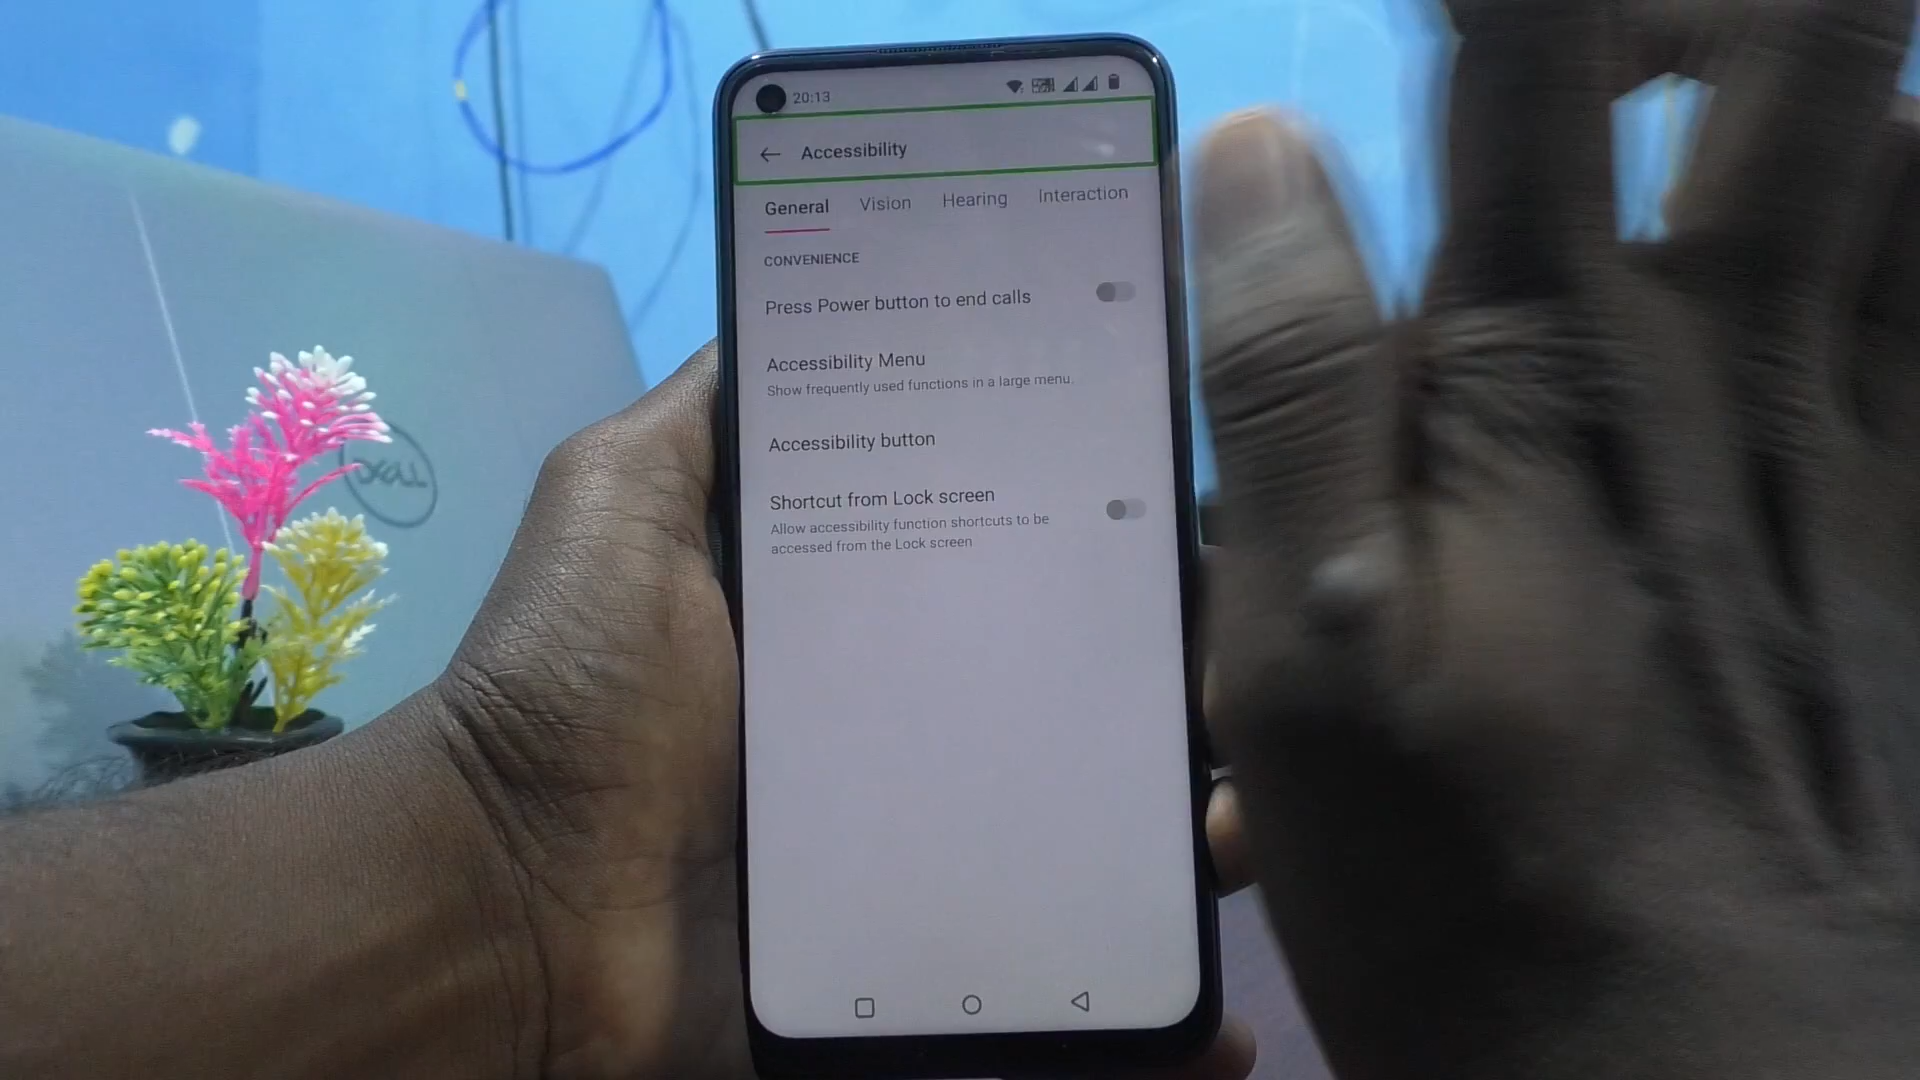 20:13
Accessibility
General Vision Hearing Interaction
CONVENIENCE
Press Power button to end calls
Accessibility Menu
Show frequently used functions in a large menu.
Accessibility button
Shortcut from Lock screen
Allow accessibility function shortcuts to be
accessed from the Lock screen
DELL